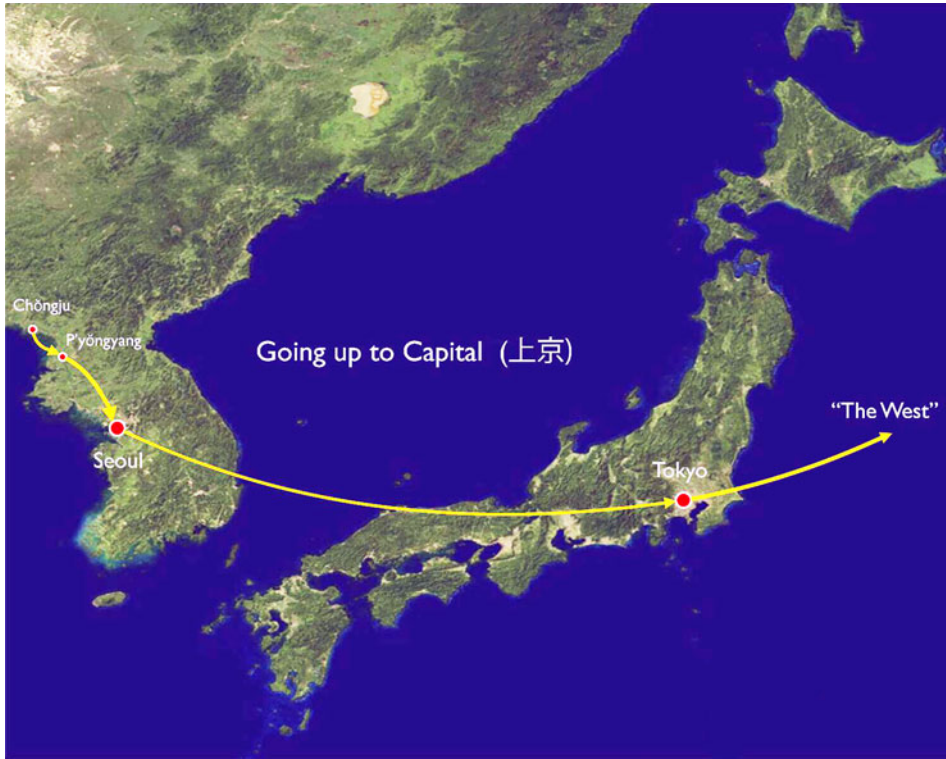 Chŏngju
P'yŏngyang
Going up to Capital (上京)
"The West"
Seoul
Tokyo